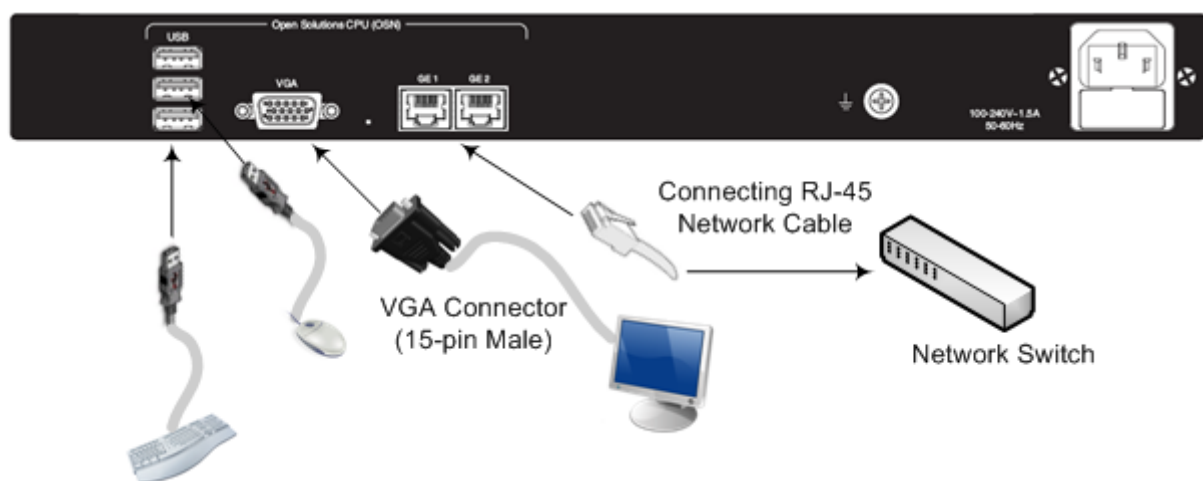 Open Solutions CPU (OSN)
USB
VGA
GE 1
GE 2
100-240V~1.5A
50-60Hz
Connecting RJ-45
Network Cable
VGA Connector
(15-pin Male)
Network Switch